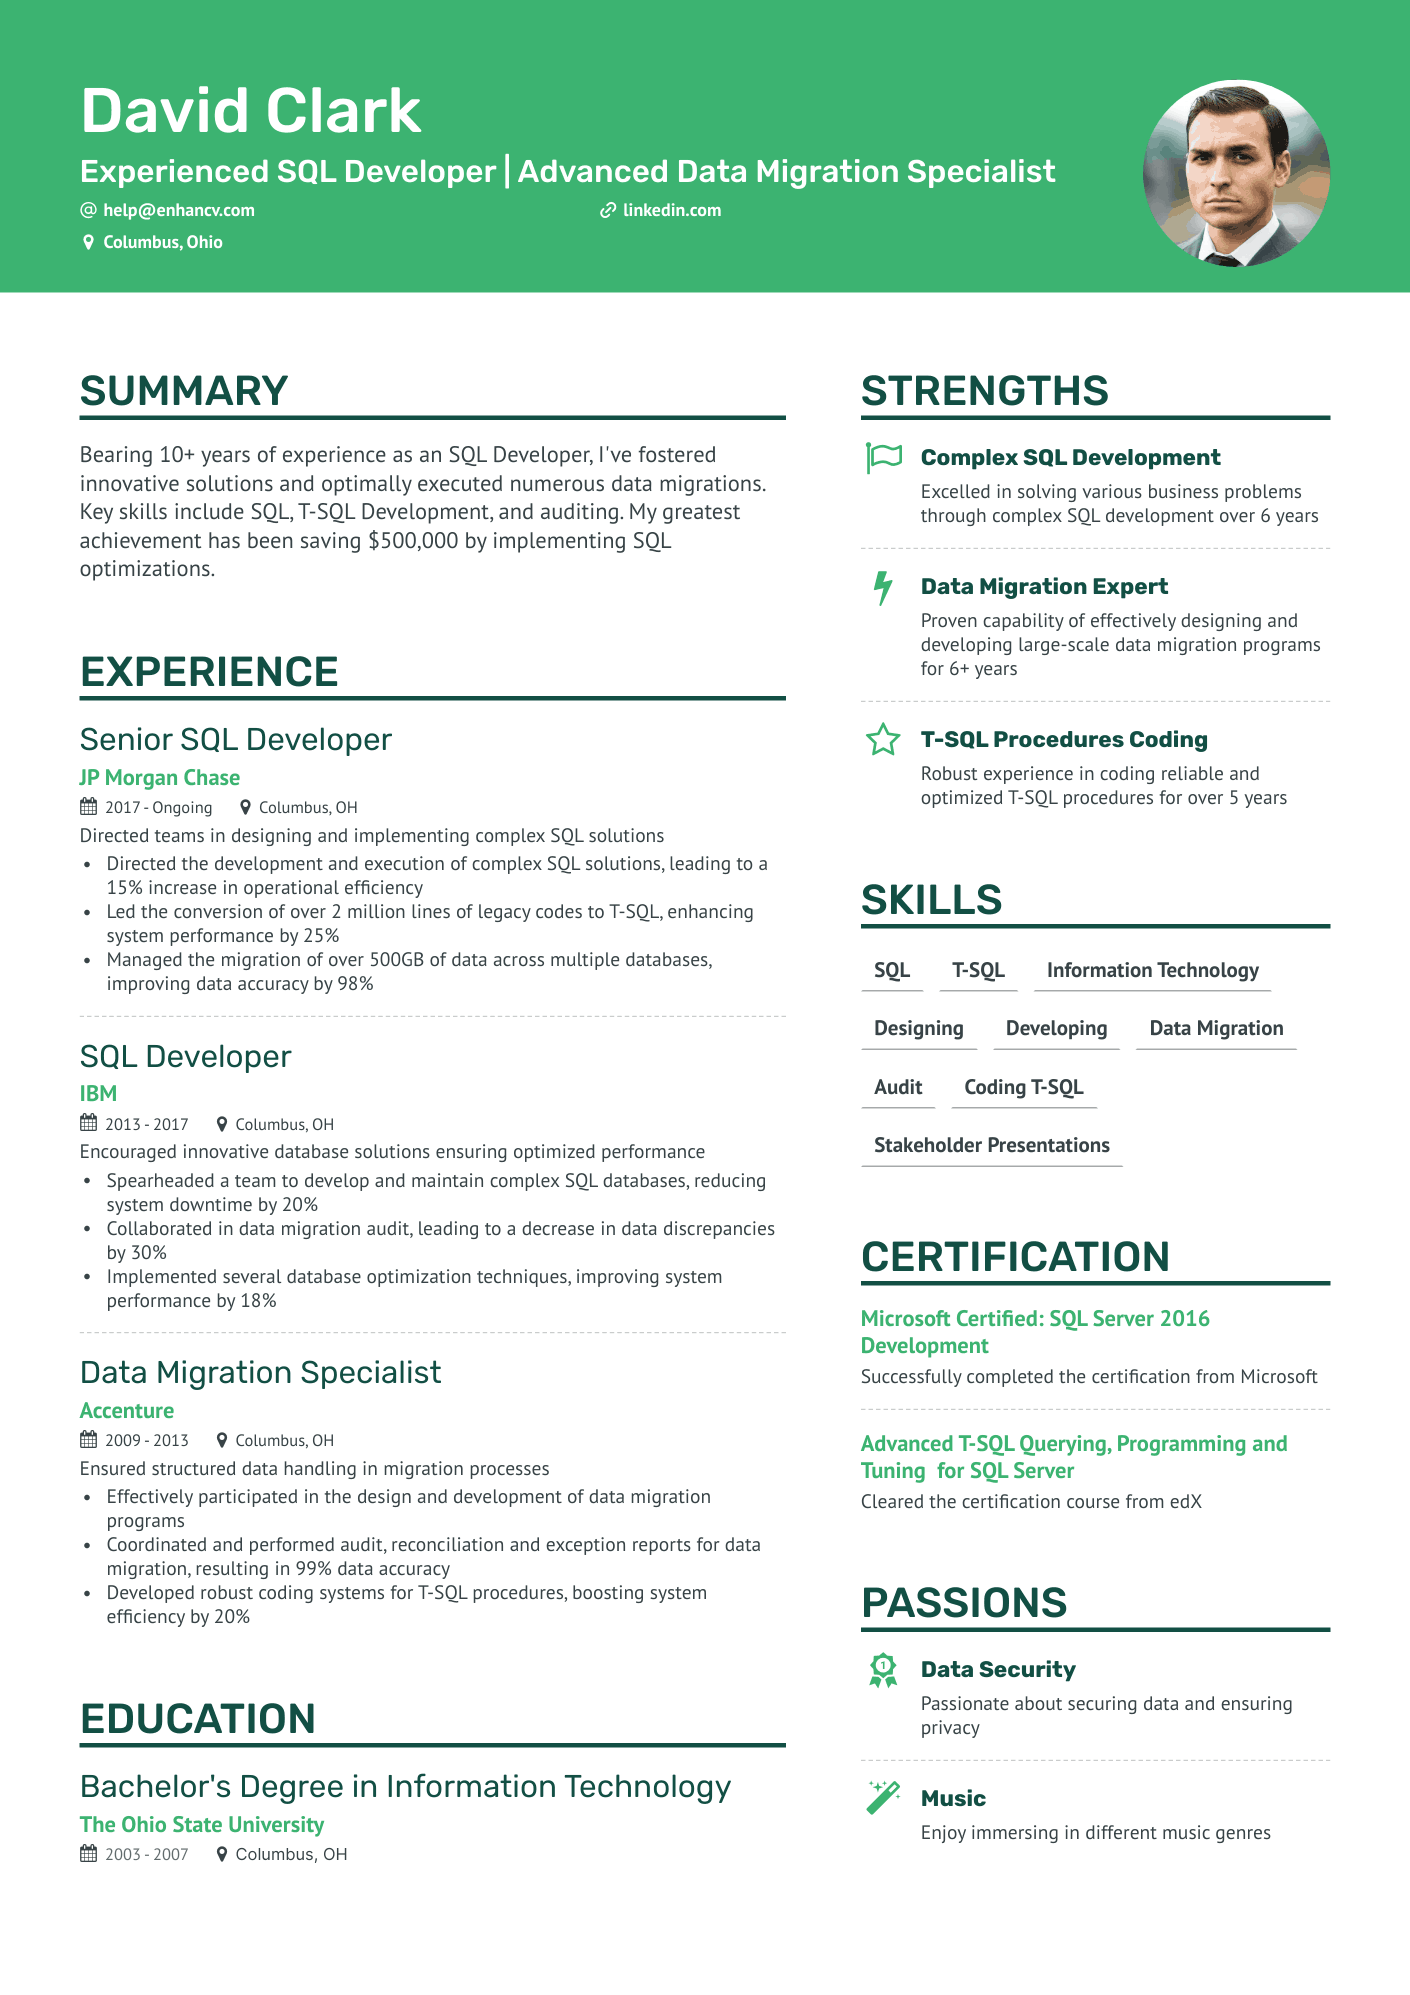 David Clark
Experienced SQL Developer | Advanced Data Migration Specialist
help@enhancv.com
linkedin.com
Columbus, Ohio
SUMMARY
Bearing 10+ years of experience as an SQL Developer, I've fostered
innovative solutions and optimally executed numerous data migrations.
Key skills include SQL, T-SQL Development, and auditing. My greatest
achievement has been saving $500,000 by implementing SQL
optimizations.
EXPERIENCE
Senior SQL Developer
JP Morgan Chase
2017 - Ongoing Columbus, OH
Directed teams in designing and implementing complex SQL solutions
• Directed the development and execution of complex SQL solutions, leading to a
15% increase in operational efficiency
• Led the conversion of over 2 million lines of legacy codes to T-SQL, enhancing
system performance by 25%
• Managed the migration of over 500GB of data across multiple databases,
improving data accuracy by 98%
SQL Developer
IBM
2013 - 2017 Columbus, OH
Encouraged innovative database solutions ensuring optimized performance
• Spearheaded a team to develop and maintain complex SQL databases, reducing
system downtime by 20%
• Collaborated in data migration audit, leading to a decrease in data discrepancies
by 30%
• Implemented several database optimization techniques, improving system
performance by 18%
Data Migration Specialist
Accenture
2009 - 2013 Columbus, OH
Ensured structured data handling in migration processes
• Effectively participated in the design and development of data migration
programs
• Coordinated and performed audit, reconciliation and exception reports for data
migration, resulting in 99% data accuracy
• Developed robust coding systems for T-SQL procedures, boosting system
efficiency by 20%
EDUCATION
Bachelor's Degree in Information Technology
The Ohio State University
2003 - 2007 Columbus, OH
STRENGTHS
Complex SQL Development
Excelled in solving various business problems
through complex SQL development over 6 years
Data Migration Expert
Proven capability of effectively designing and
developing large-scale data migration programs
for 6+ years
T-SQL Procedures Coding
Robust experience in coding reliable and
optimized T-SQL procedures for over 5 years
SKILLS
SQL T-SQL Information Technology
Designing Developing Data Migration
Audit Coding T-SQL
Stakeholder Presentations
CERTIFICATION
Microsoft Certified: SQL Server 2016
Development
Successfully completed the certification from Microsoft
Advanced T-SQL Querying, Programming and
Tuning for SQL Server
Cleared the certification course from edX
PASSIONS
1
Data Security
Passionate about securing data and ensuring
privacy
Music
Enjoy immersing in different music genres